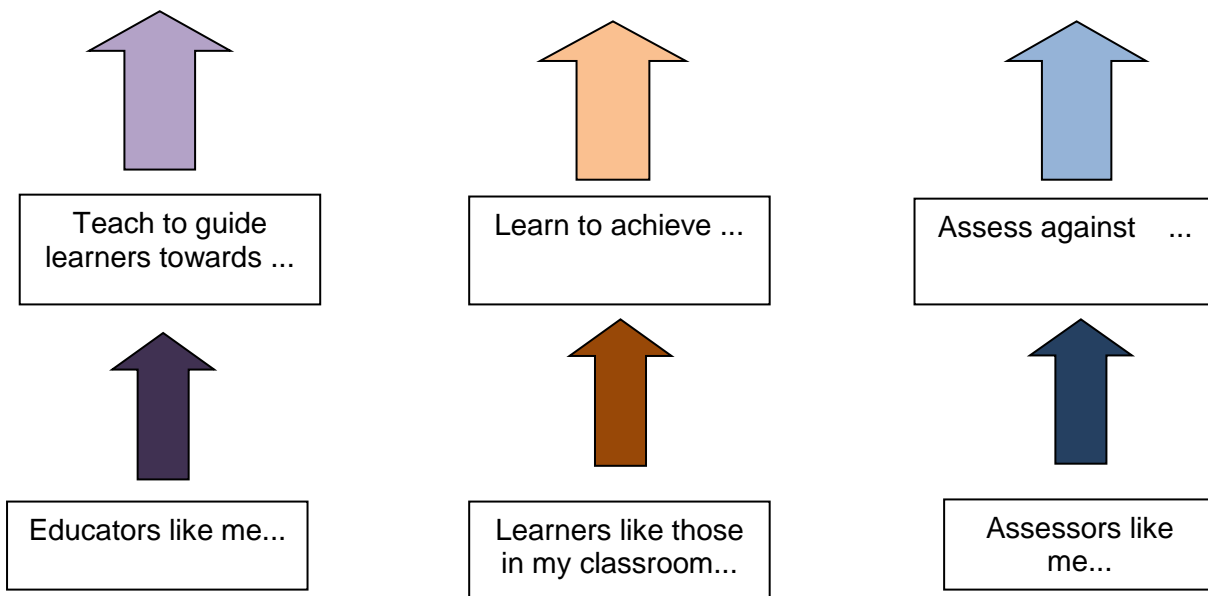 Teach to guide
learners towards ...
Learn to achieve ...
Assess against ...
Educators like me...
Learners like those
in my classroom...
Assessors like
me...